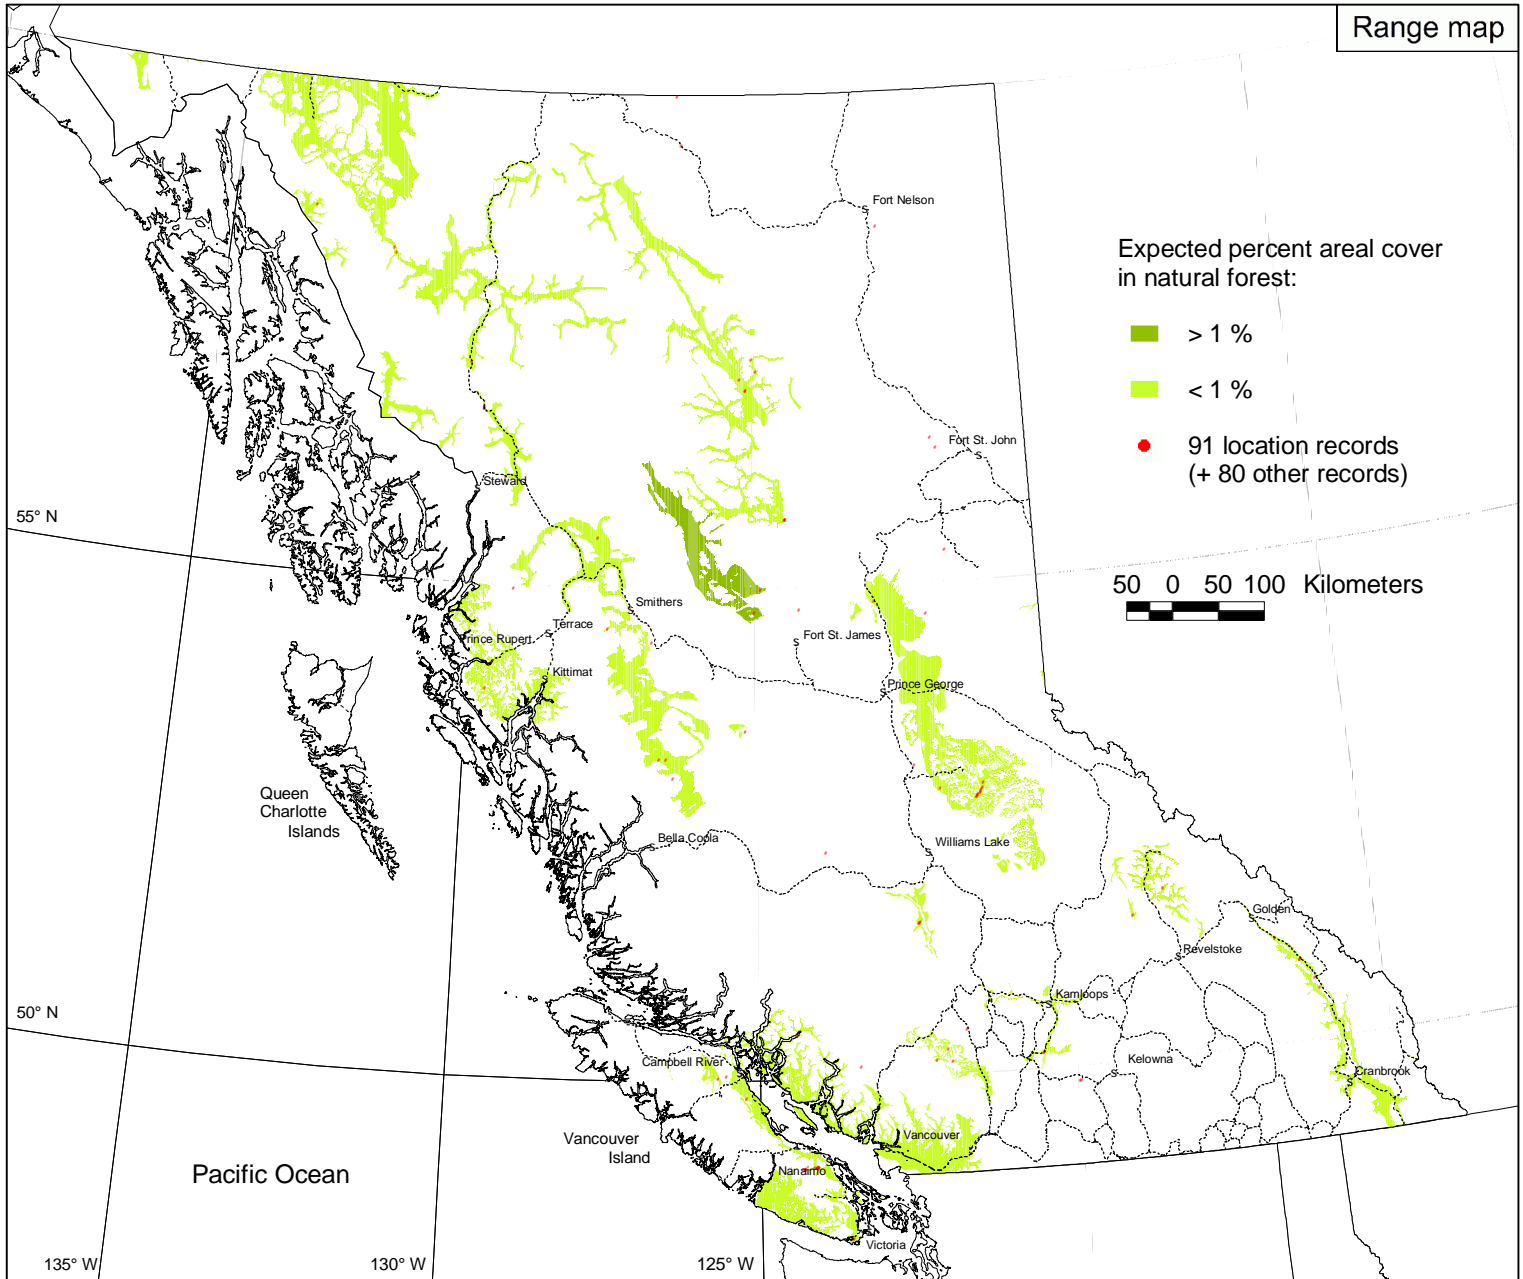 Range map
Fort Nelson
Expected percent areal cover
in natural forest:
> 1 %
< 1 %
91 location records
(+ 80 other records)
Fort St. John
Steward
55° N
50 0 50 100 Kilometers
Smithers
Terrace
Fort St. James
Prince Rupert
Kittimat
Prince George
Queen
Charlotte
Islands
Bella Coola
Williams Lake
Golden
Revelstoke
Kamloops
50° N
Campbell River
Kelowna
Cranbrook
Vancouver
Vancouver
Island
Nanaimo
Pacific Ocean
Victoria
135° W
130° W
125° W